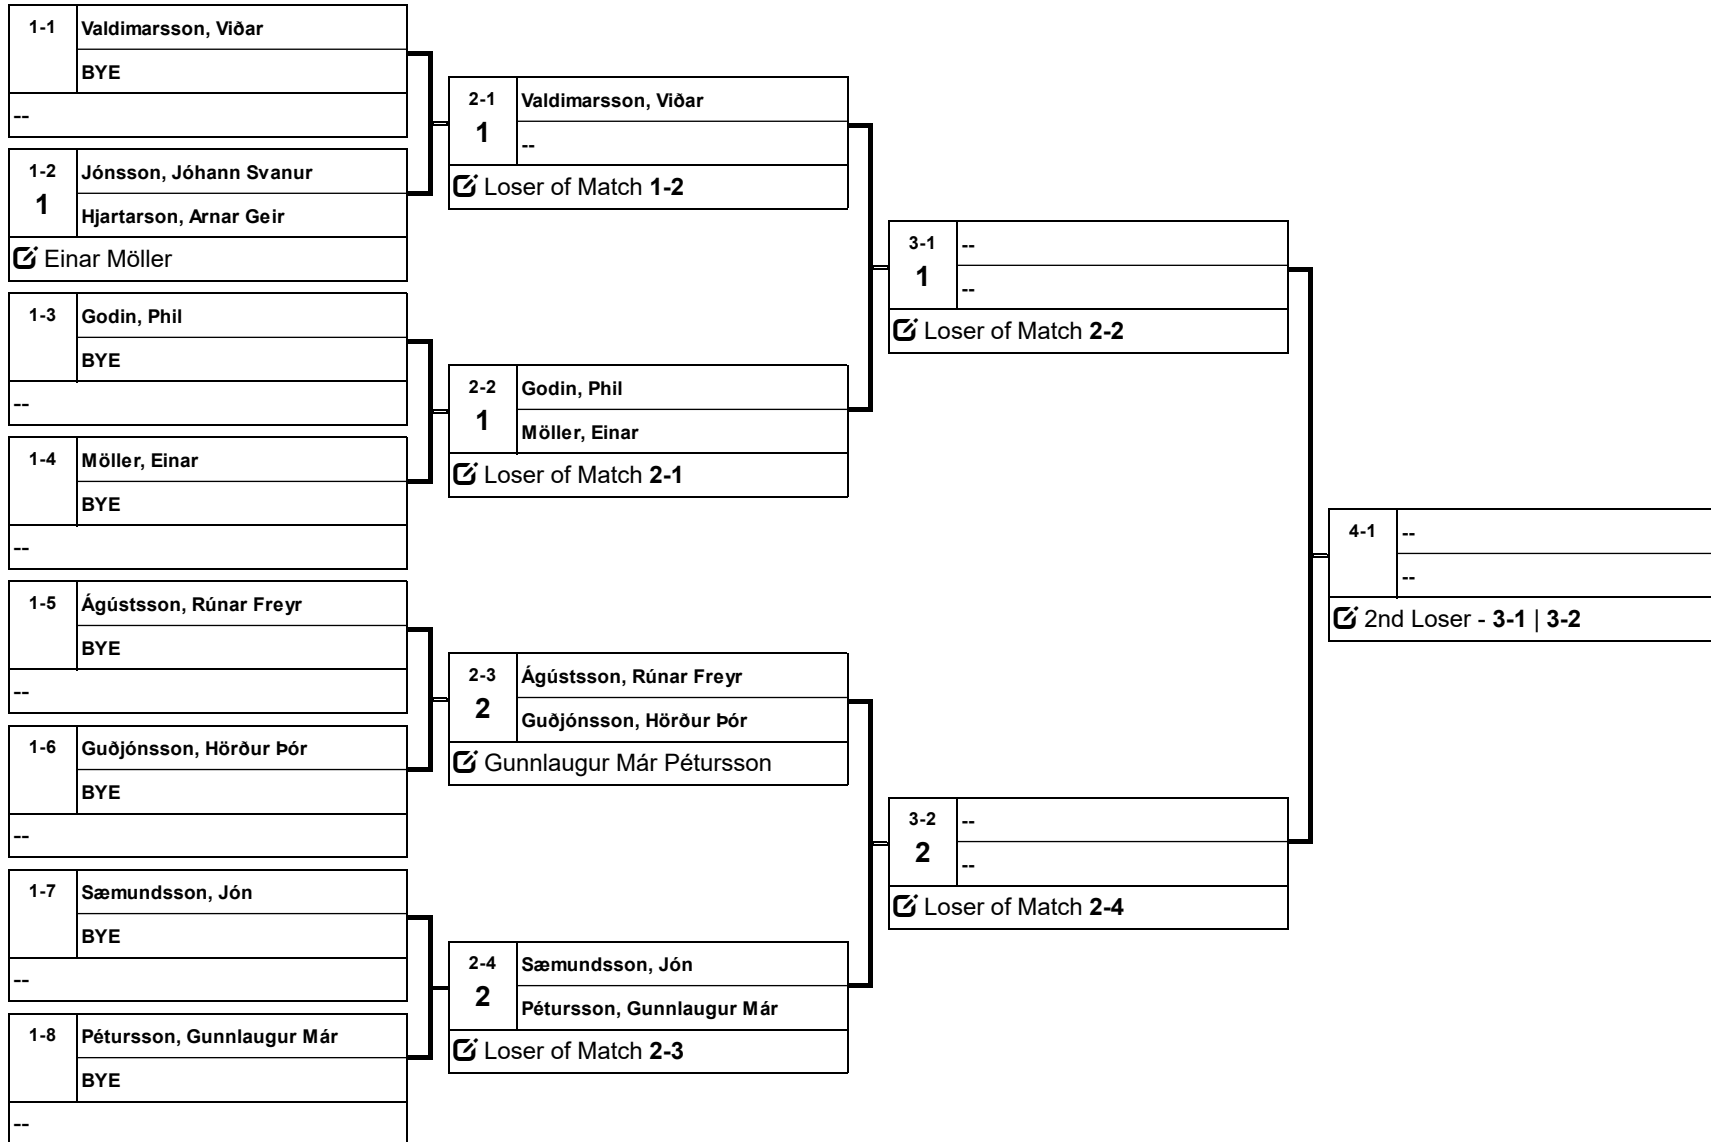 1-1
Valdimarsson, Viðar
BYE
--
1-2
1
Jónsson, Jóhann Svanur
Hjartarson, Arnar Geir
Einar Möller
1-3
Godin, Phil
BYE
--
1-4
Möller, Einar
BYE
--
1-5
Ágústsson, Rúnar Freyr
BYE
--
1-6
Guðjónsson, Hörður Þór
BYE
--
1-7
Sæmundsson, Jón
BYE
--
1-8
Pétursson, Gunnlaugur Már
BYE
--
2-1
1
Valdimarsson, Viðar
--
Loser of Match 1-2
2-2
1
Godin, Phil
Möller, Einar
Loser of Match 2-1
2-3
2
Ágústsson, Rúnar Freyr
Guðjónsson, Hörður Þór
Gunnlaugur Már Pétursson
2-4
2
Sæmundsson, Jón
Pétursson, Gunnlaugur Már
Loser of Match 2-3
3-1
1
--
--
Loser of Match 2-2
3-2
2
--
--
Loser of Match 2-4
4-1
--
--
2nd Loser - 3-1 | 3-2